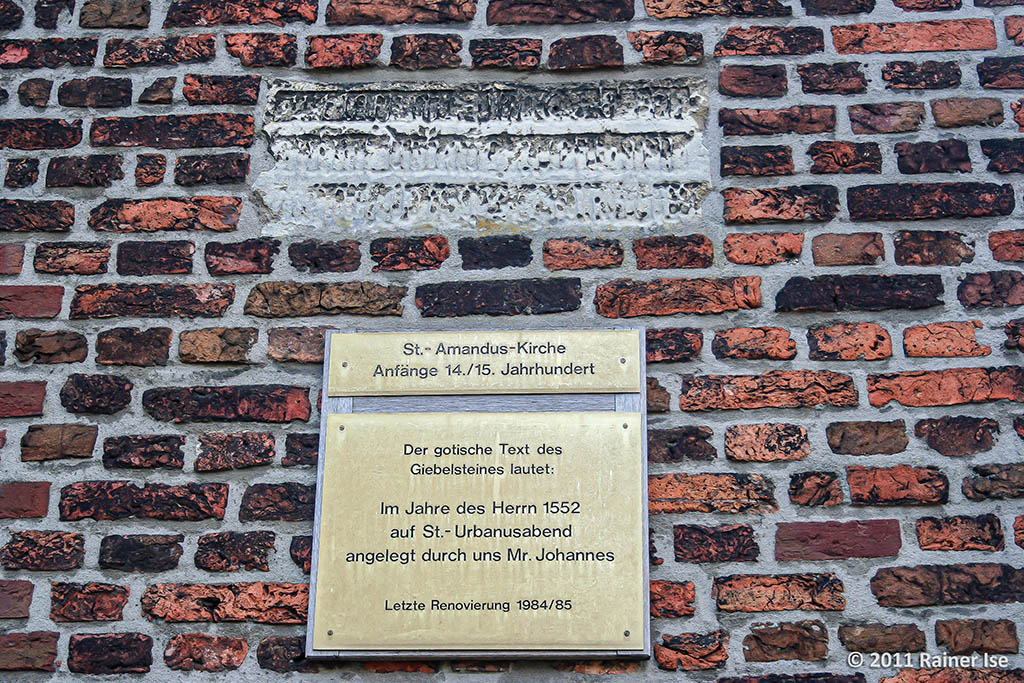 St.-Amandus-Kirche
Anfänge 14./15. Jahrhundert
Der gotische Text des
Giebelsteines lautet:
Im Jahre des Herrn 1552
auf St.-Urbanusabend
angelegt durch uns Mr. Johannes
Letzte Renovierung 1984/85
© 2011 Rainer Ise